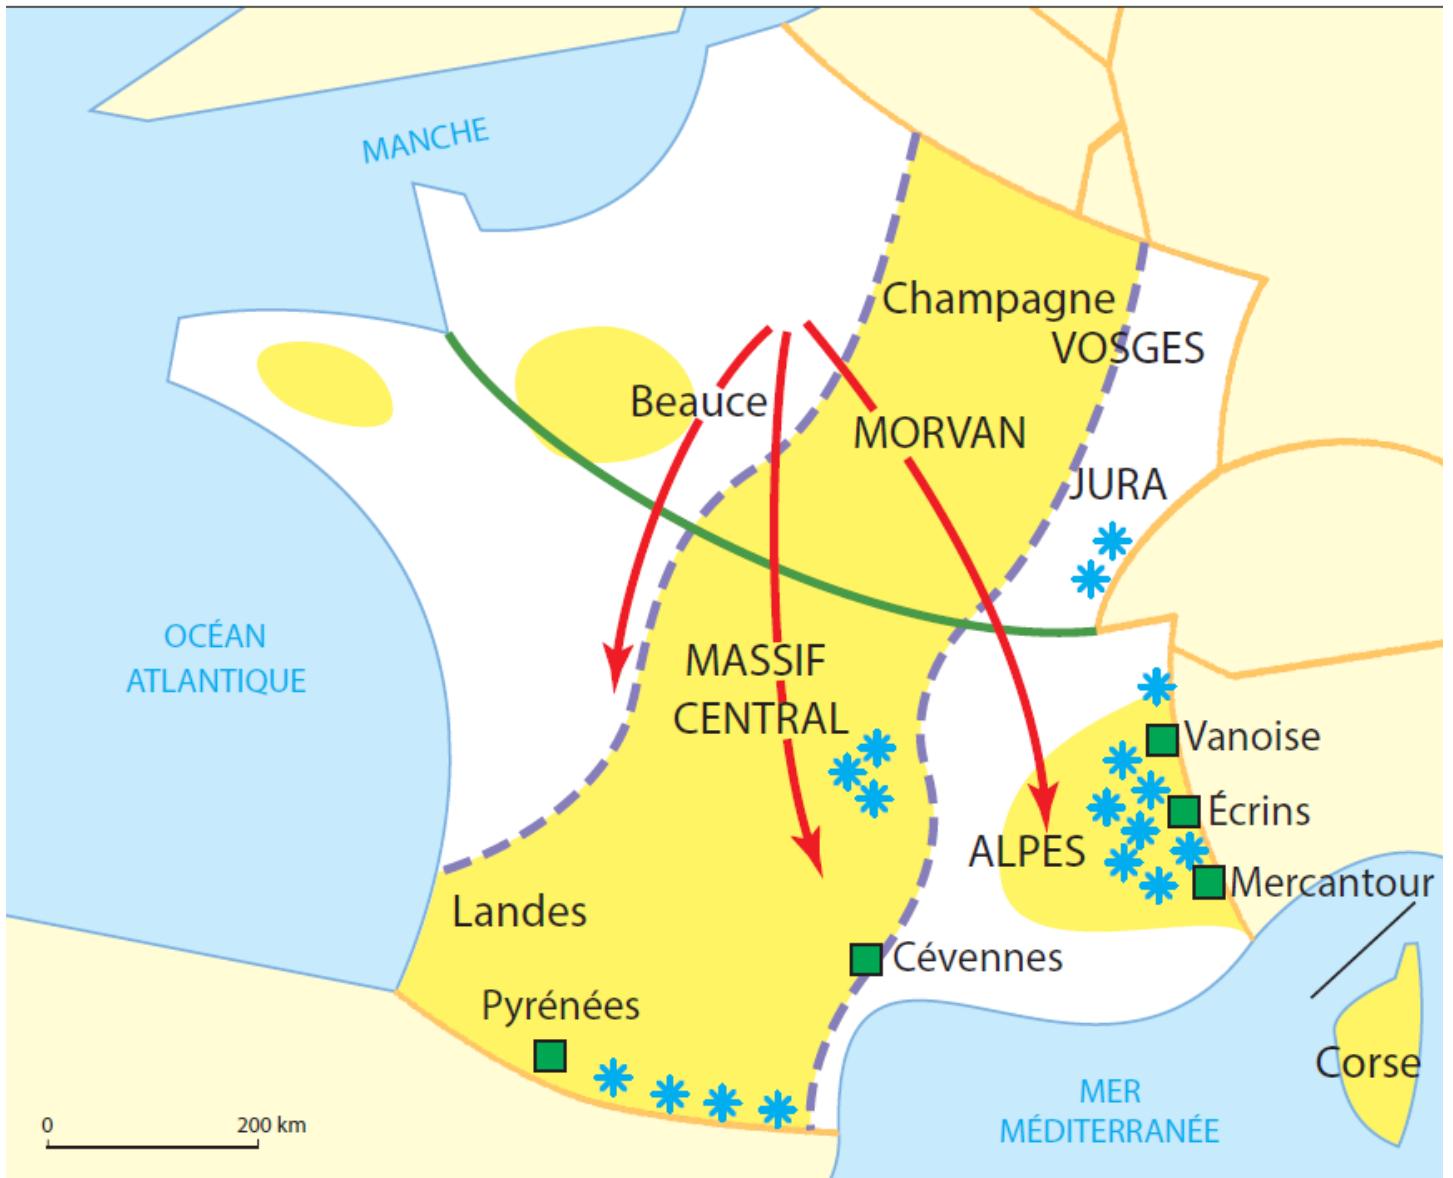 MANCHE
Champagne
VOSGES
Beauce
MORVAN
JURA
OCÉAN
ATLANTIQUE
MASSIF
CENTRAL
Vanoise
Écrins
ALPES
Mercantour
Landes
Cévennes
Pyrénées
Corse
MER
MÉDITERRANÉE
0 200 km